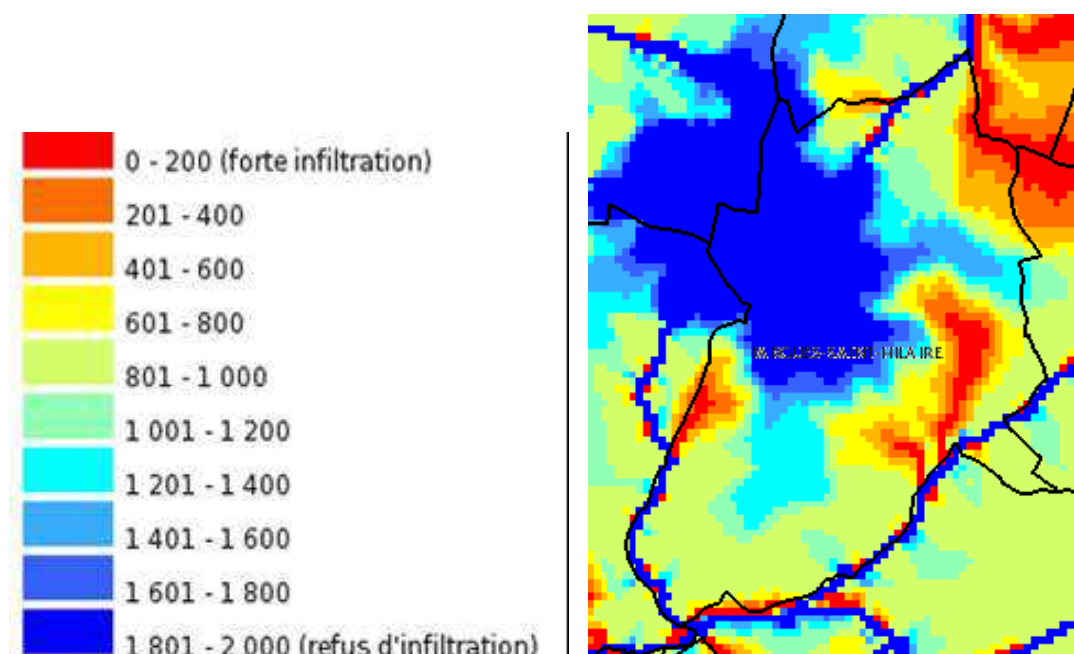 0 - 200 (forte infiltration)
201 - 400
401 - 600
601 - 800
801 - 1 000
1 001 - 1 200
1 201 - 1 400
1 401 - 1 600
1 601 - 1 800
1 801 - 2 000 (refus d'infiltration)
HILAIRE